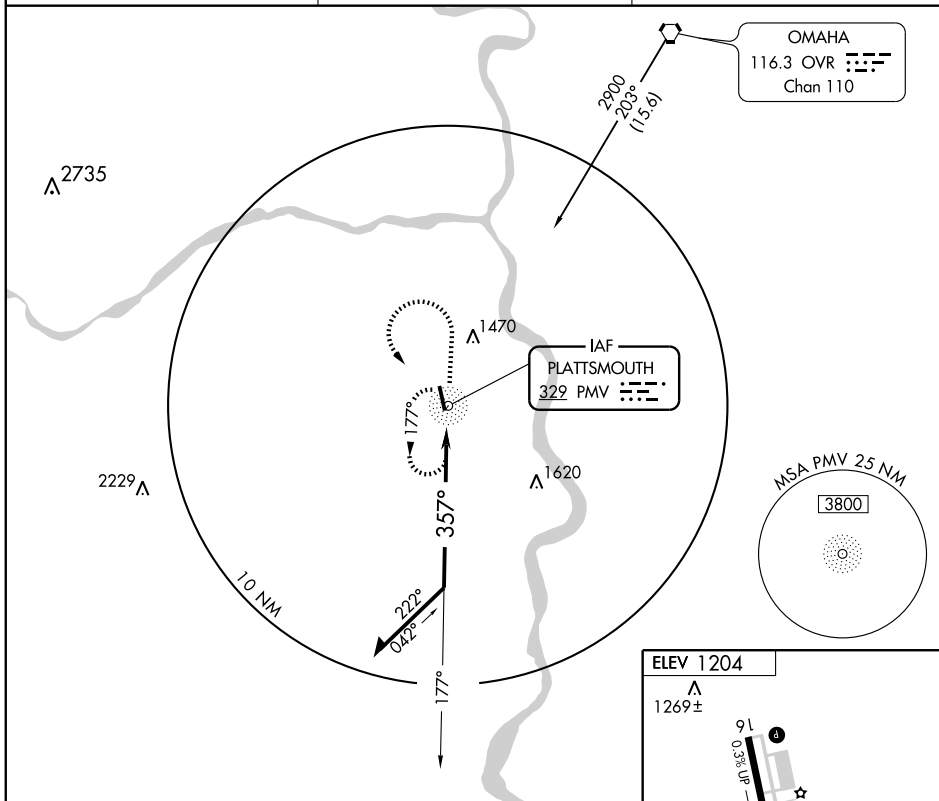 OMAHA
116.3 OVR
Chan 110
2900
203°
(15.6)
2735
1470
IAF
PLATTSMOUTH
329 PMV
177°
2229
1620
MSA PMV 25 NM
3800
357°
10 NM
222°
042°
177°
ELEV 1204
1269±
16
P
0.3% UP